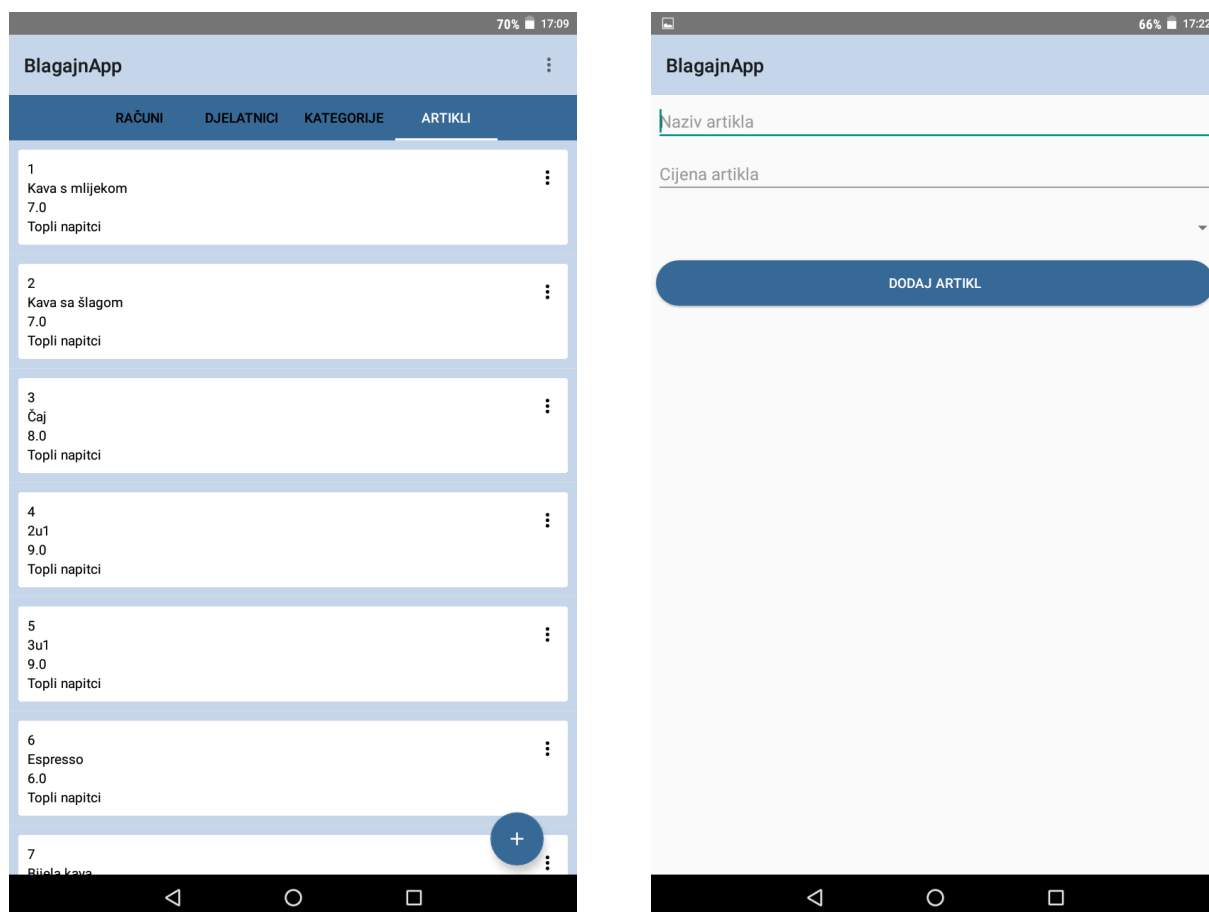 70% 17:09
BlagajnApp
RAČUNI DJELATNICI KATEGORIJE ARTIKLI
1
Kava s mlijekom
7.0
Topli napitci
2
Kava sa šlagom
7.0
Topli napitci
3
Čaj
8.0
Topli napitci
4
2u1
9.0
Topli napitci
5
3u1
9.0
Topli napitci
6
Espresso
6.0
Topli napitci
+
7
Bijela kava
66% 17:22
BlagajnApp
Naziv artikla
Cijena artikla
DODAJ ARTIKL